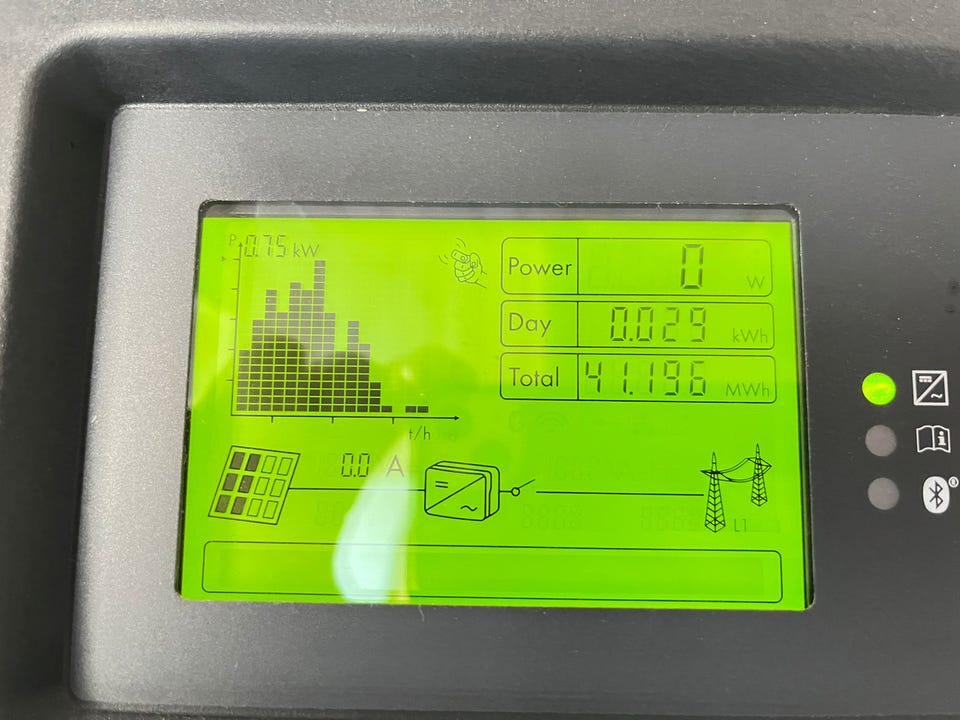 P 0.75 kW
Power 0 W
Day 0.029 kWh
Total 41.196 MWh
t/h
0.0 A
L1